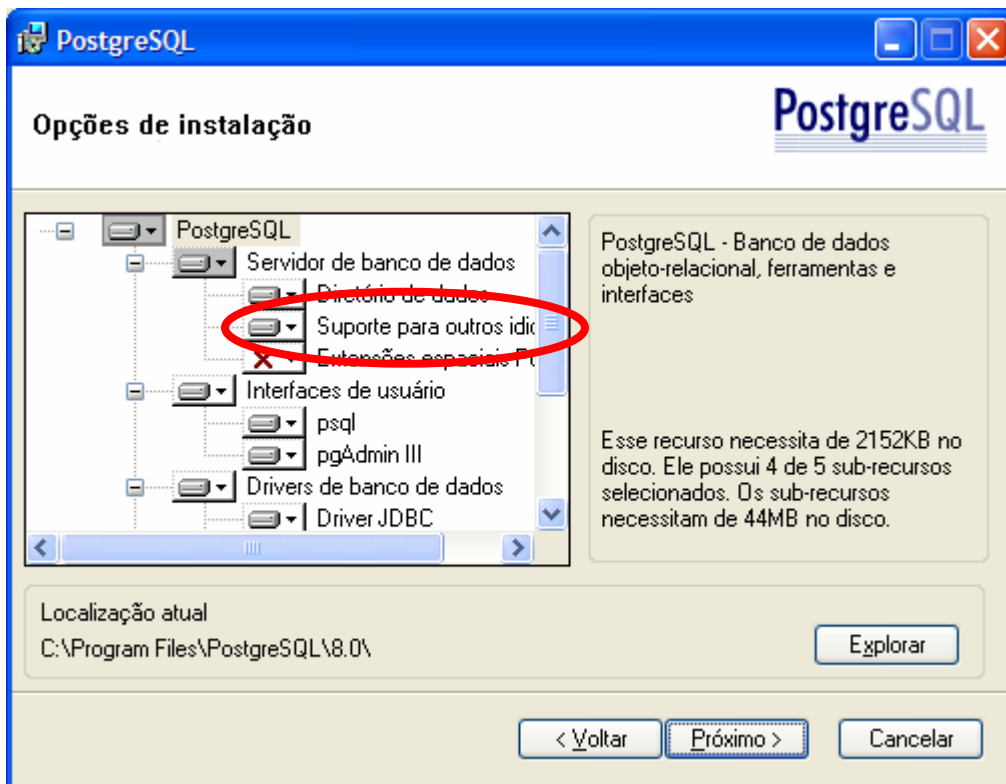 PostgreSQL
Opções de instalação
PostgreSQL
PostgreSQL
Servidor de banco de dados
Diretório de dados
Suporte para outros idic
Extensões espaciais
Interfaces de usuário
psql
pgAdmin III
Drivers de banco de dados
Driver JDBC
PostgreSQL - Banco de dados
objeto-relacional, ferramentas e
interfaces
Esse recurso necessita de 2152KB no
disco. Ele possui 4 de 5 sub-recursos
selecionados. Os sub-recursos
necessitam de 44MB no disco.
Localização atual
C:\Program Files\PostgreSQL\8.0\
Explorar
< Voltar
Próximo >
Cancelar